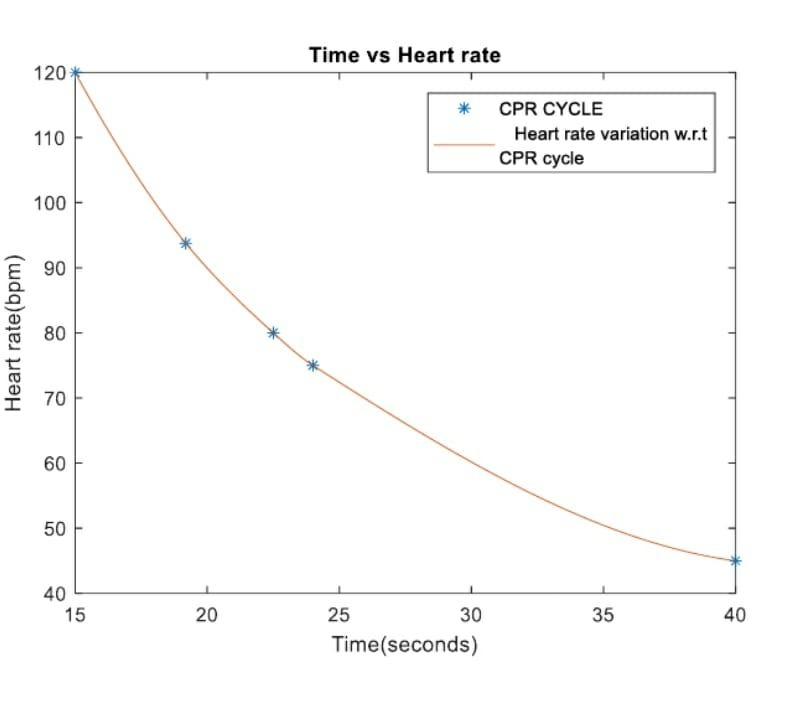 Time vs Heart rate
120
110
100
90
80
70
60
50
40
Heart rate(bpm)
CPR CYCLE
Heart rate variation w.r.t
CPR cycle
15 20 25 30 35 40
Time(seconds)